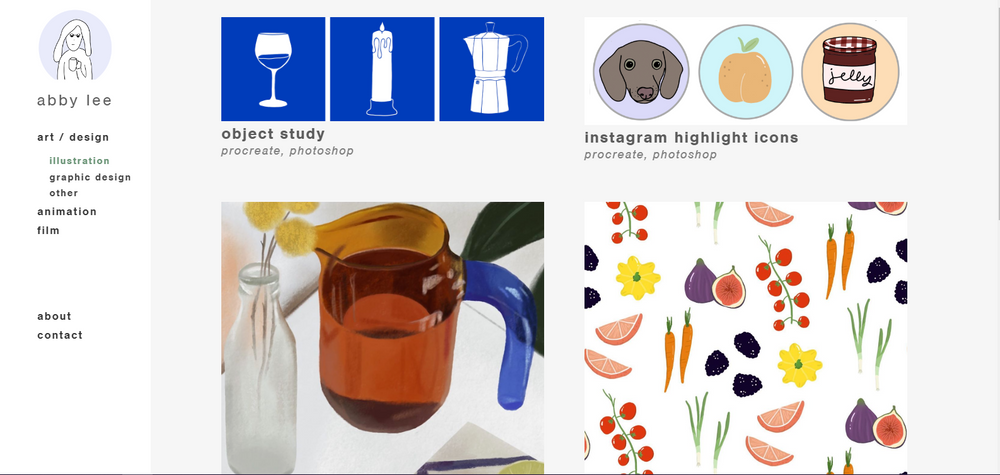 abby lee
art / design
illustration
graphic design
other
animation
film
about
contact
object study
procreate, photoshop
jelly
instagram highlight icons
procreate, photoshop